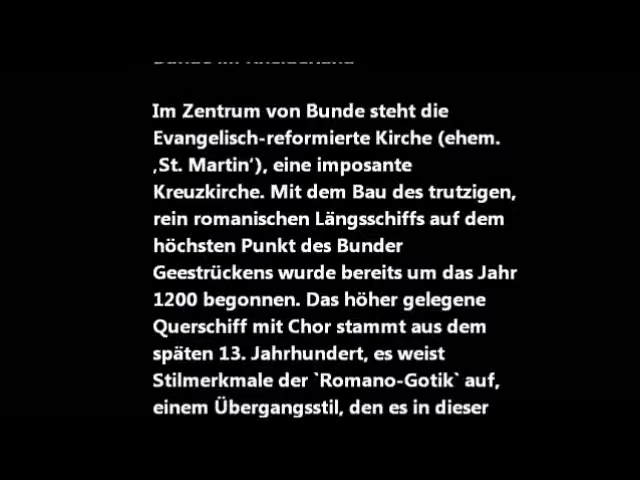 Im Zentrum von Bunde steht die
Evangelisch-reformierte Kirche (ehem.
‚St. Martin‘), eine imposante
Kreuzkirche. Mit dem Bau des trutzigen,
rein romanischen Längsschiffs auf dem
höchsten Punkt des Bunder
Geestrückens wurde bereits um das Jahr
1200 begonnen. Das höher gelegene
Querschiff mit Chor stammt aus dem
späten 13. Jahrhundert, es weist
Stilmerkmale der `Romano-Gotik` auf,
einem Übergangsstil, den es in dieser